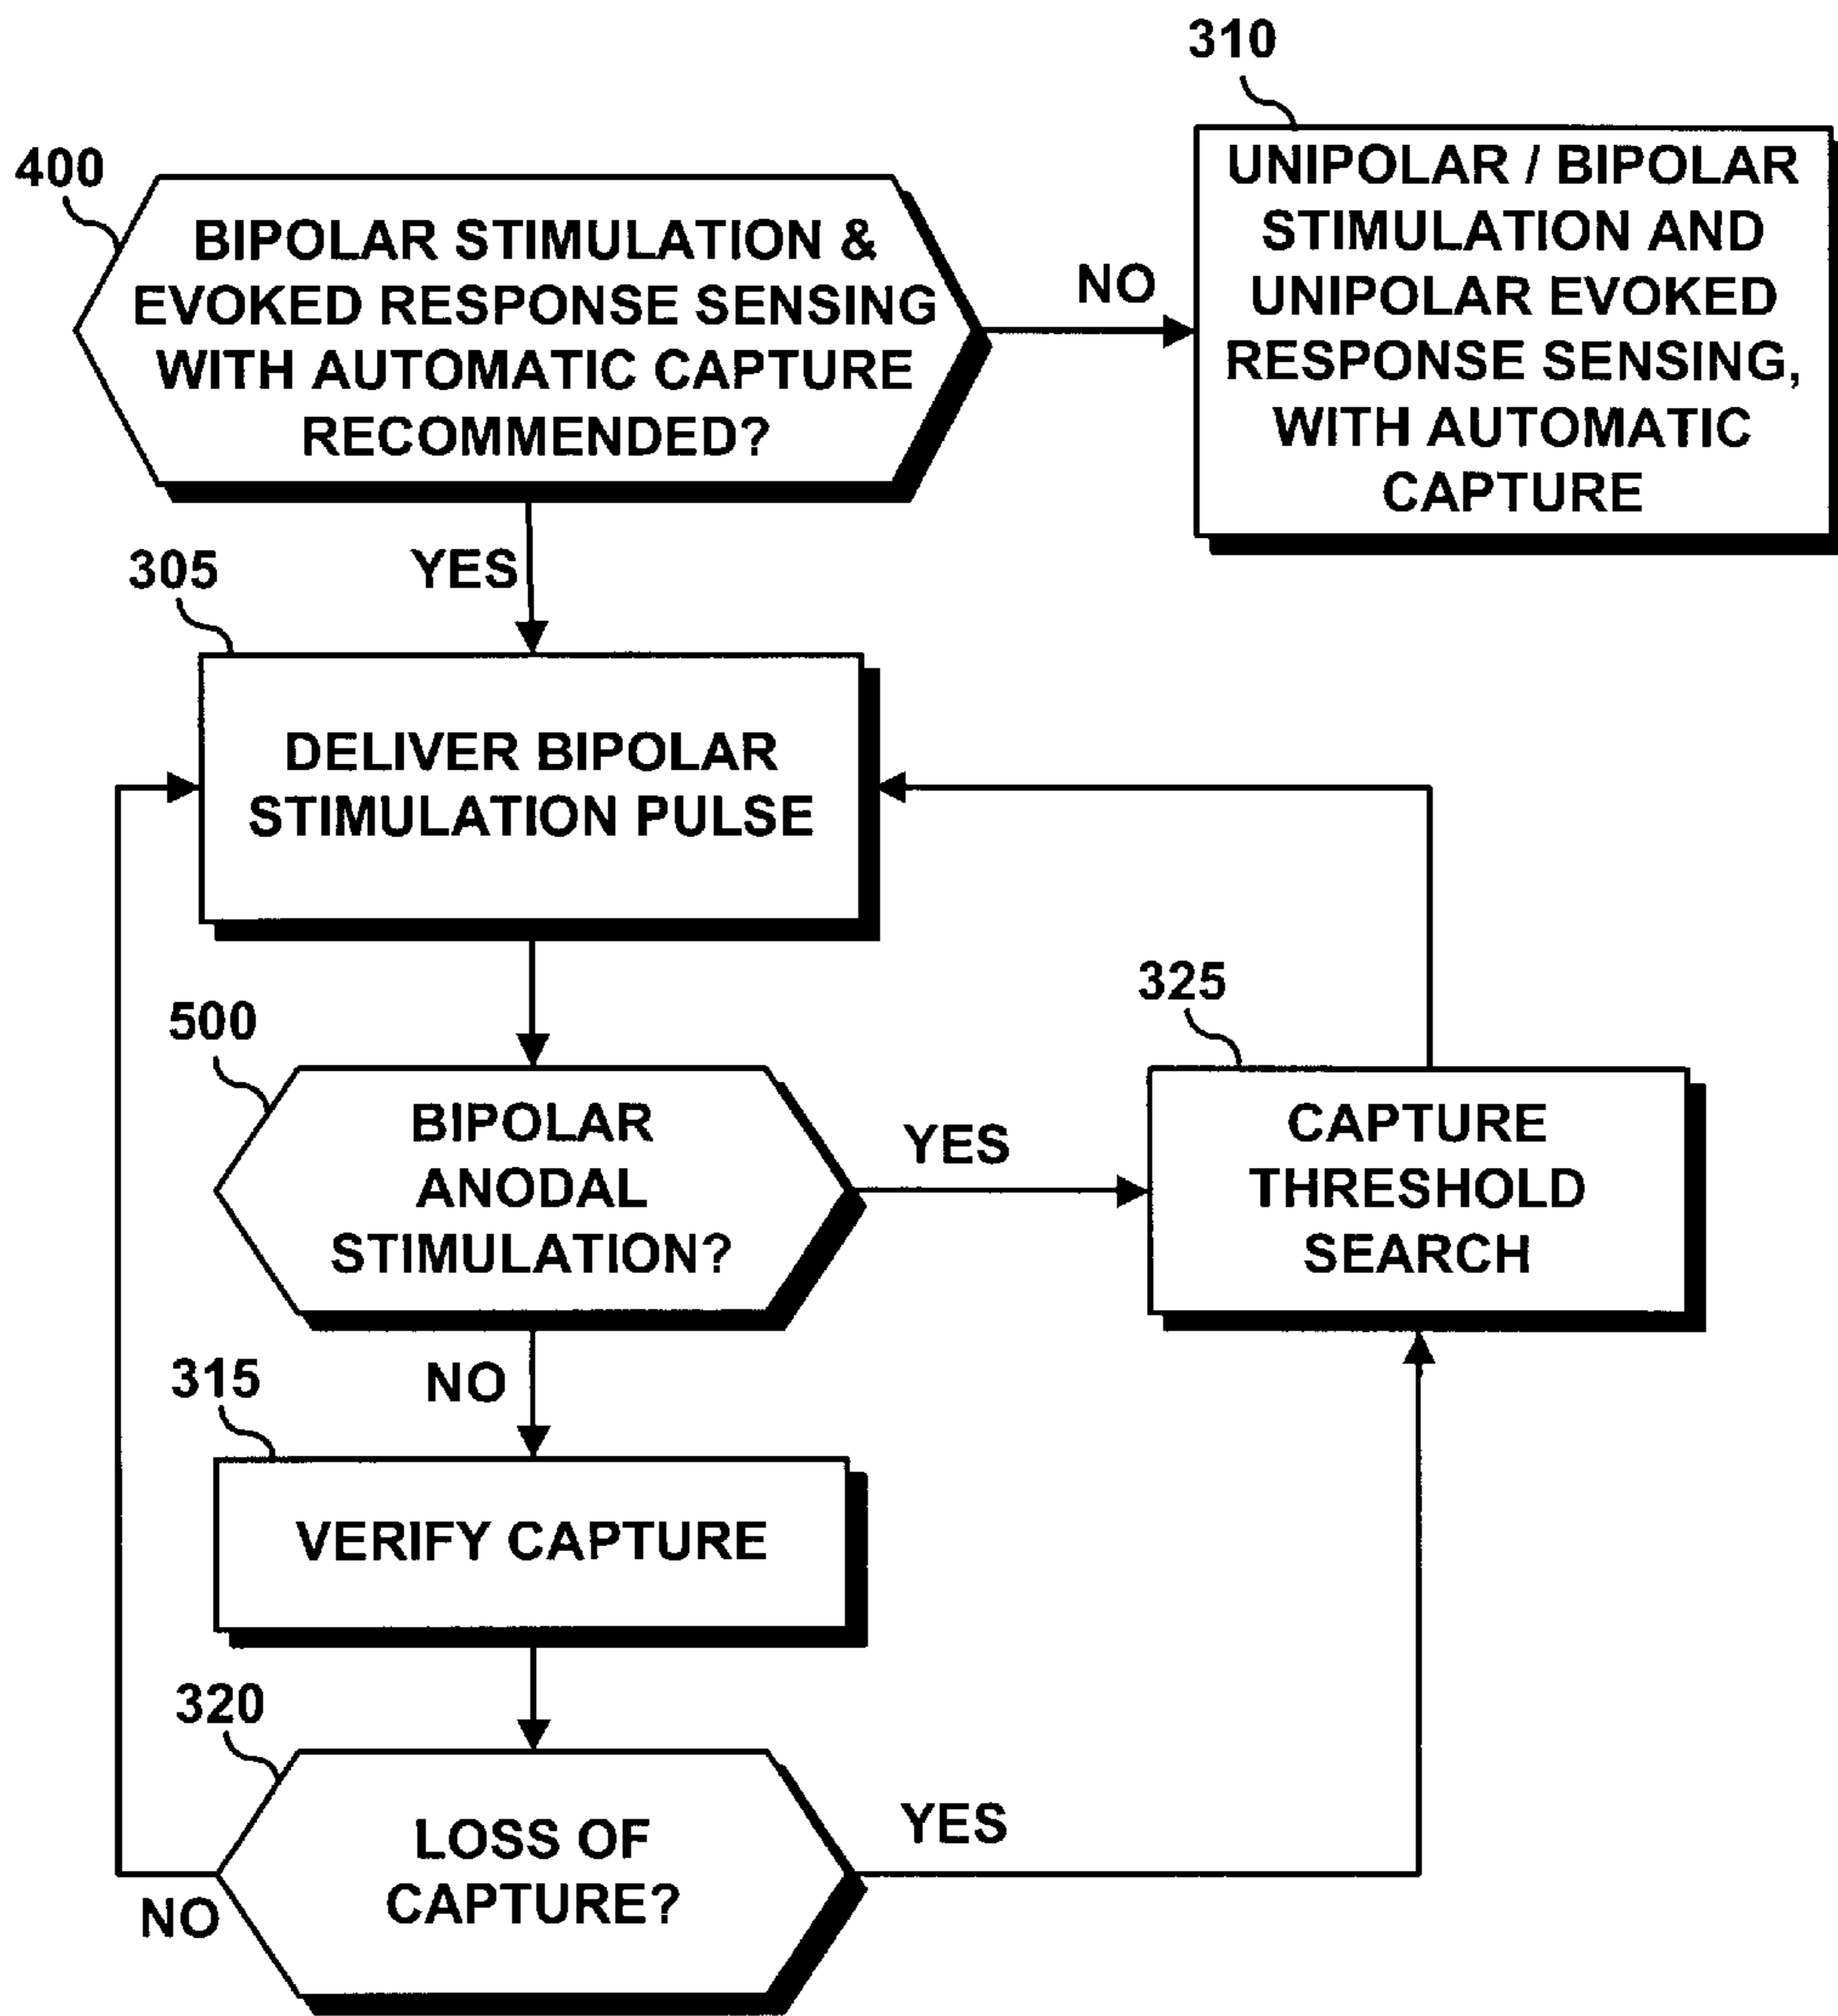 310
UNIPOLAR / BIPOLAR
STIMULATION AND
UNIPOLAR EVOKED
RESPONSE SENSING,
WITH AUTOMATIC
CAPTURE
400
BIPOLAR STIMULATION &
EVOKED RESPONSE SENSING
WITH AUTOMATIC CAPTURE
RECOMMENDED?
NO
YES
305
DELIVER BIPOLAR
STIMULATION PULSE
500
BIPOLAR
ANODAL
STIMULATION?
YES
325
CAPTURE
THRESHOLD
SEARCH
NO
315
VERIFY CAPTURE
320
LOSS OF
CAPTURE?
YES
NO